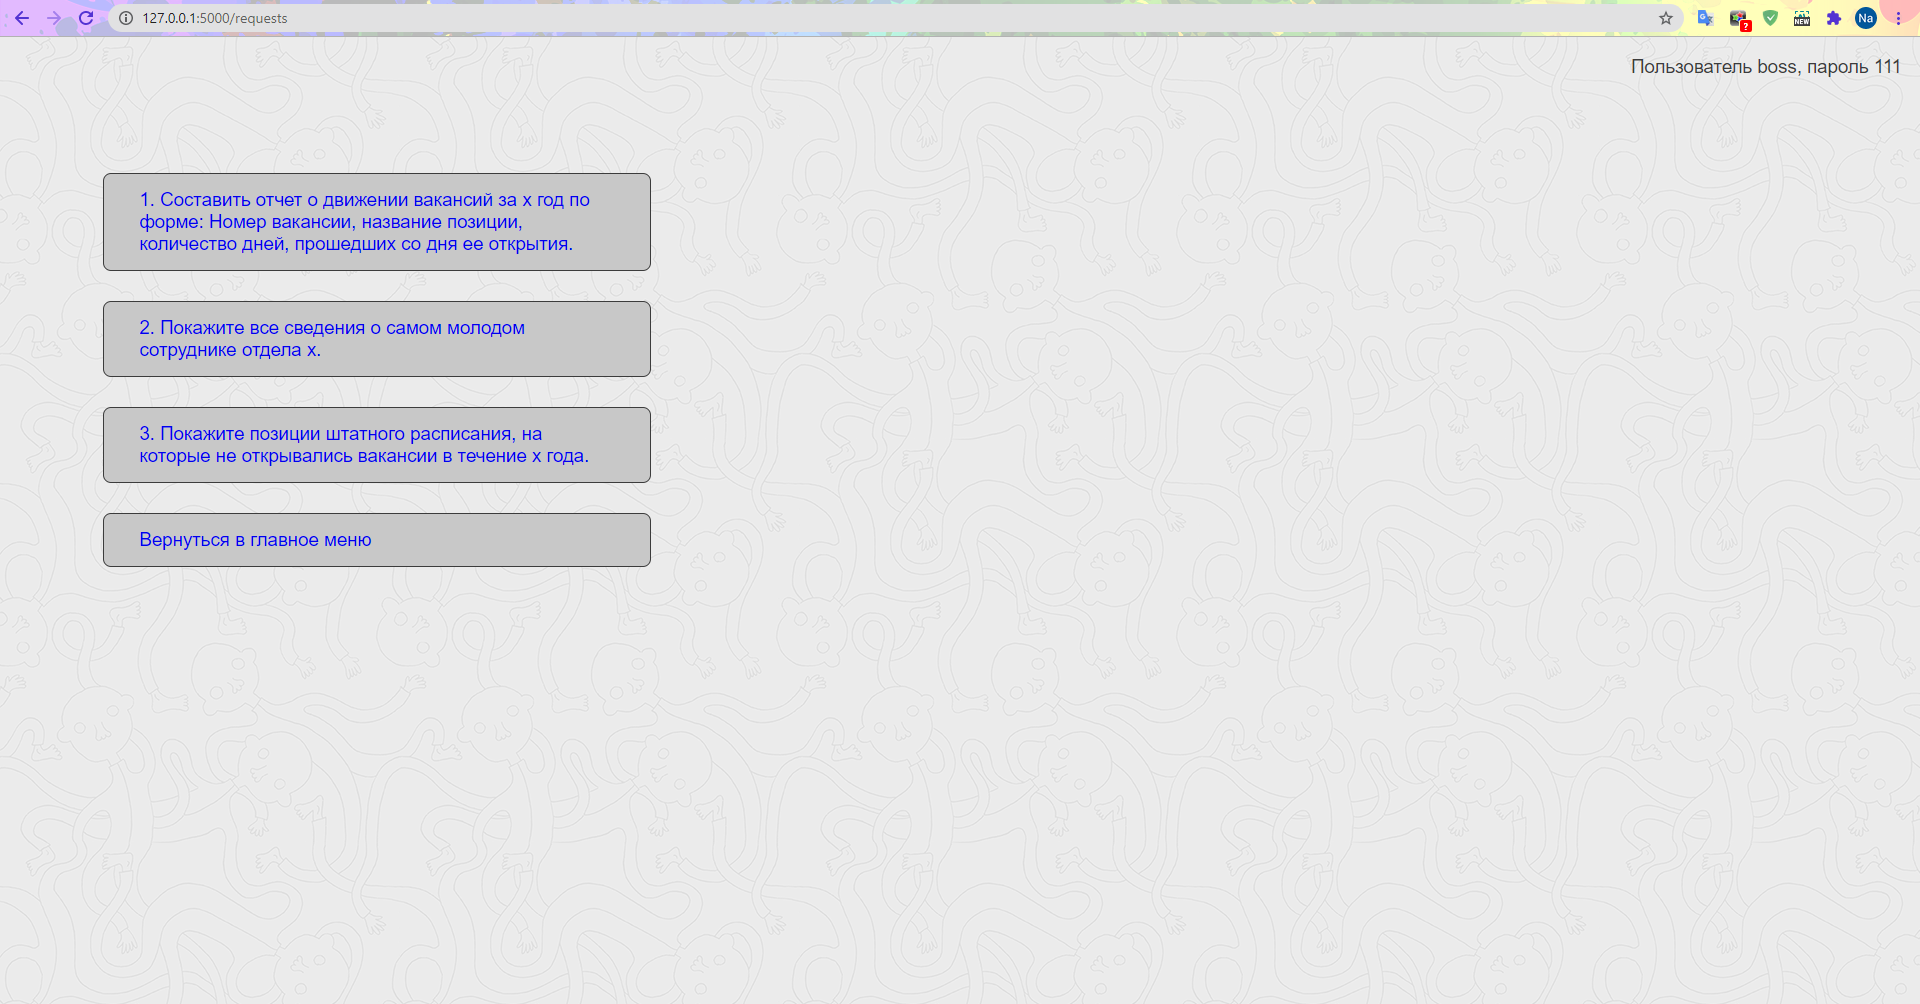 127.0.0.1:5000/requests
NEW
?
Na
Пользователь boss, пароль 111
1. Составить отчет о движении вакансий за x год по
форме: Номер вакансии, название позиции,
количество дней, прошедших со дня ее открытия.
2. Покажите все сведения о самом молодом
сотруднике отдела x.
3. Покажите позиции штатного расписания, на
которые не открывались вакансии в течение x года.
Вернуться в главное меню